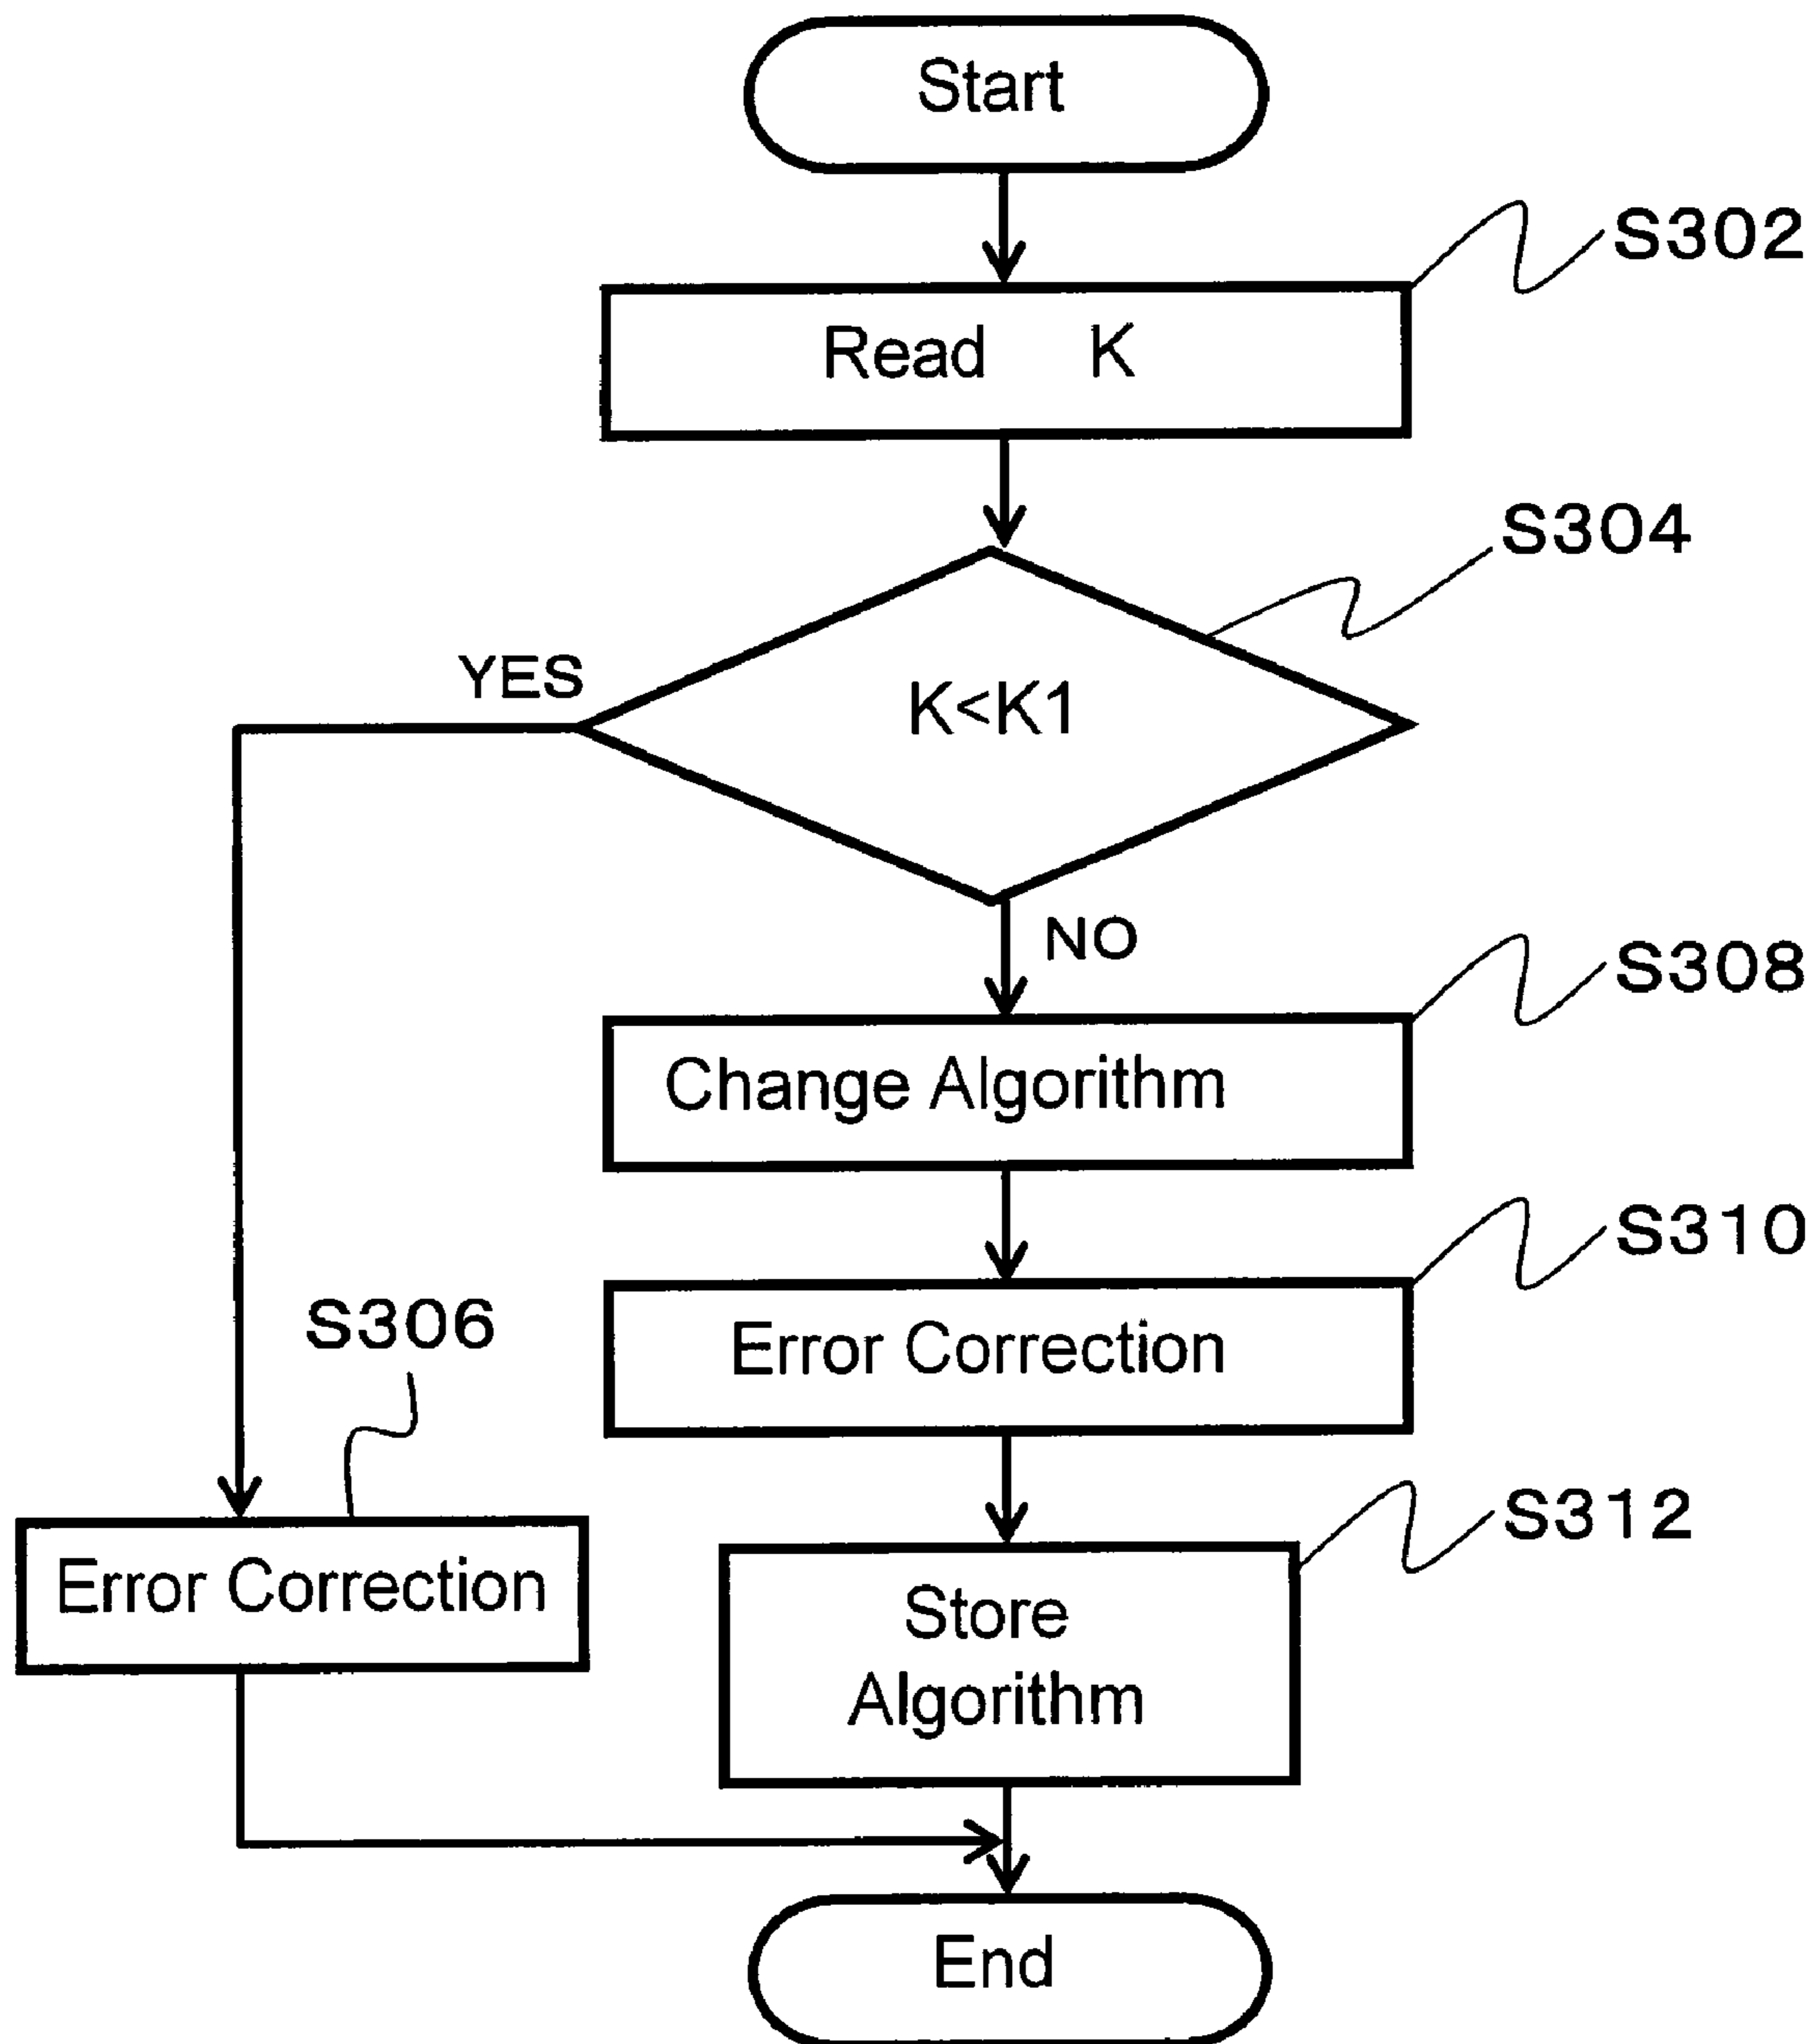 Start
S302
Read K
S304
YES
K<K1
NO
S308
Change Algorithm
S310
Error Correction
S306
S312
Error Correction
Store
Algorithm
End